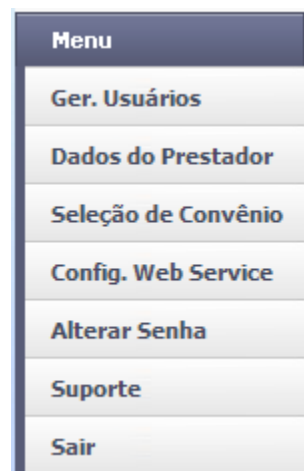 Menu
Ger. Usuários
Dados do Prestador
Seleção de Convênio
Config. Web Service
Alterar Senha
Suporte
Sair